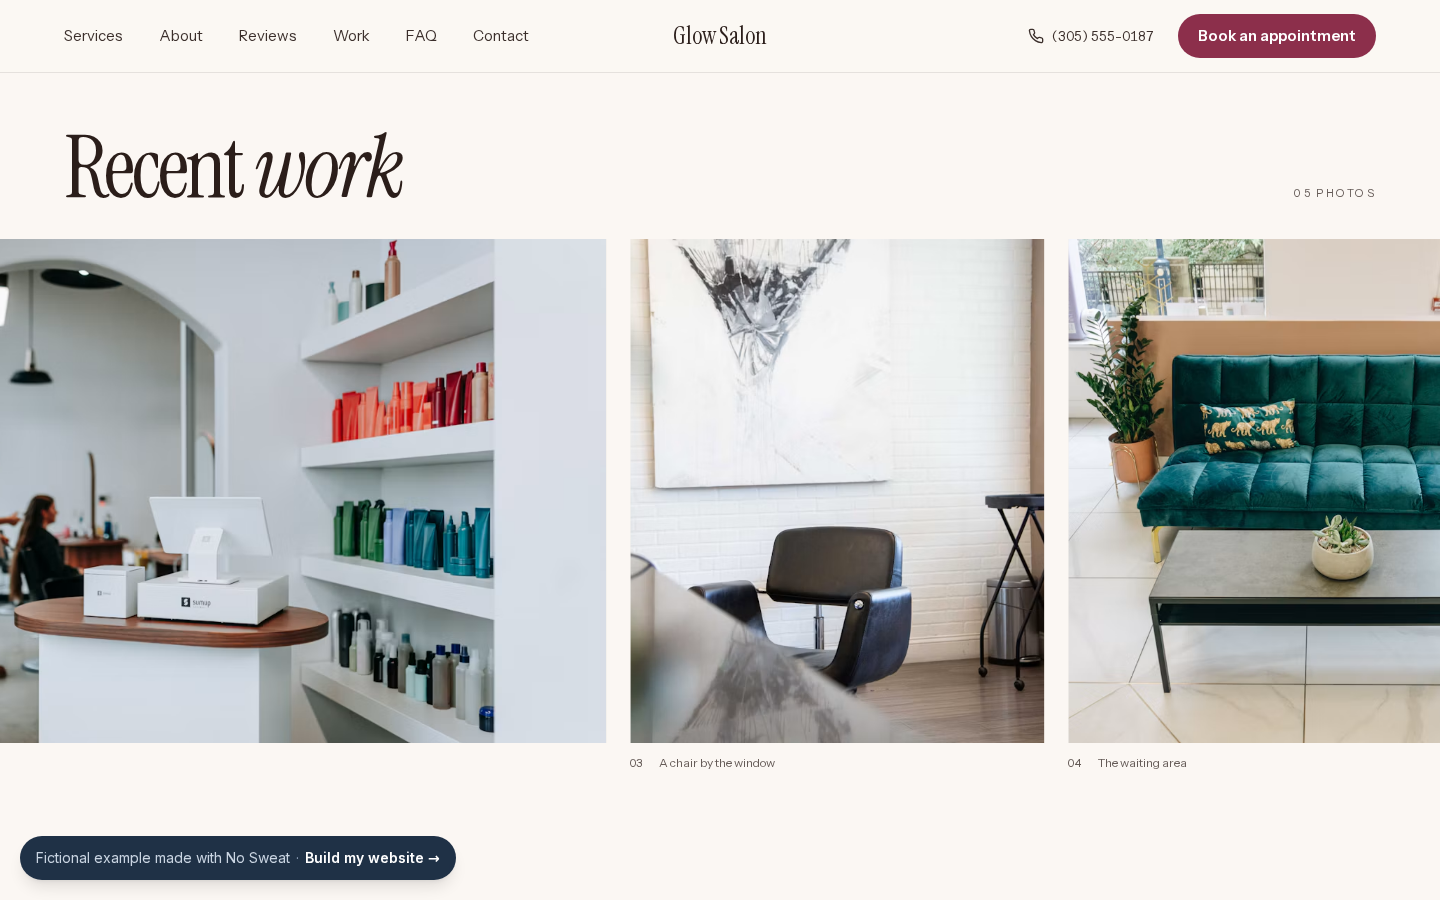 Services About Reviews Work FAQ Contact
Glow Salon
(305) 555-0187
Book an appointment
Recent work
05 PHOTOS
sumup
03 A chair by the window
04 The waiting area
Fictional example made with No Sweat · Build my website →